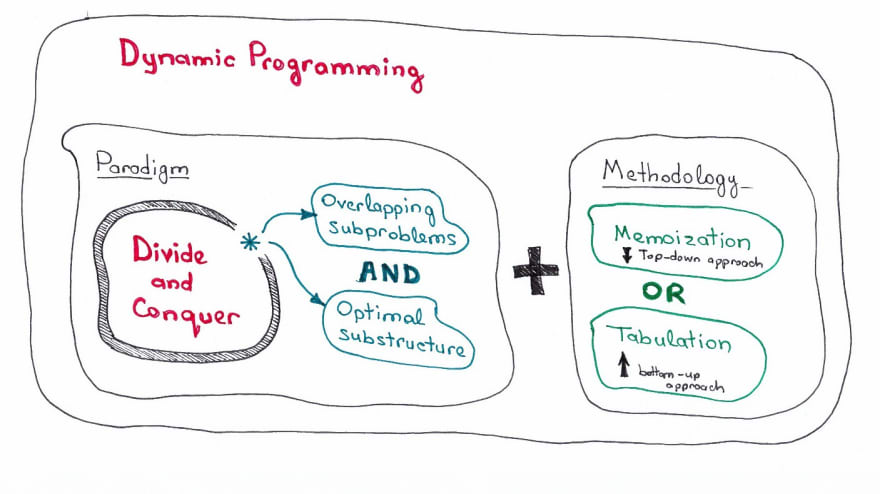 Dynamic Programming
Paradigm
Divide
and
Conquer
*
Overlapping
subproblems
AND
Optimal
substructure
+
Methodology
Memoization
Top-down approach
OR
Tabulation
bottom-up
approach